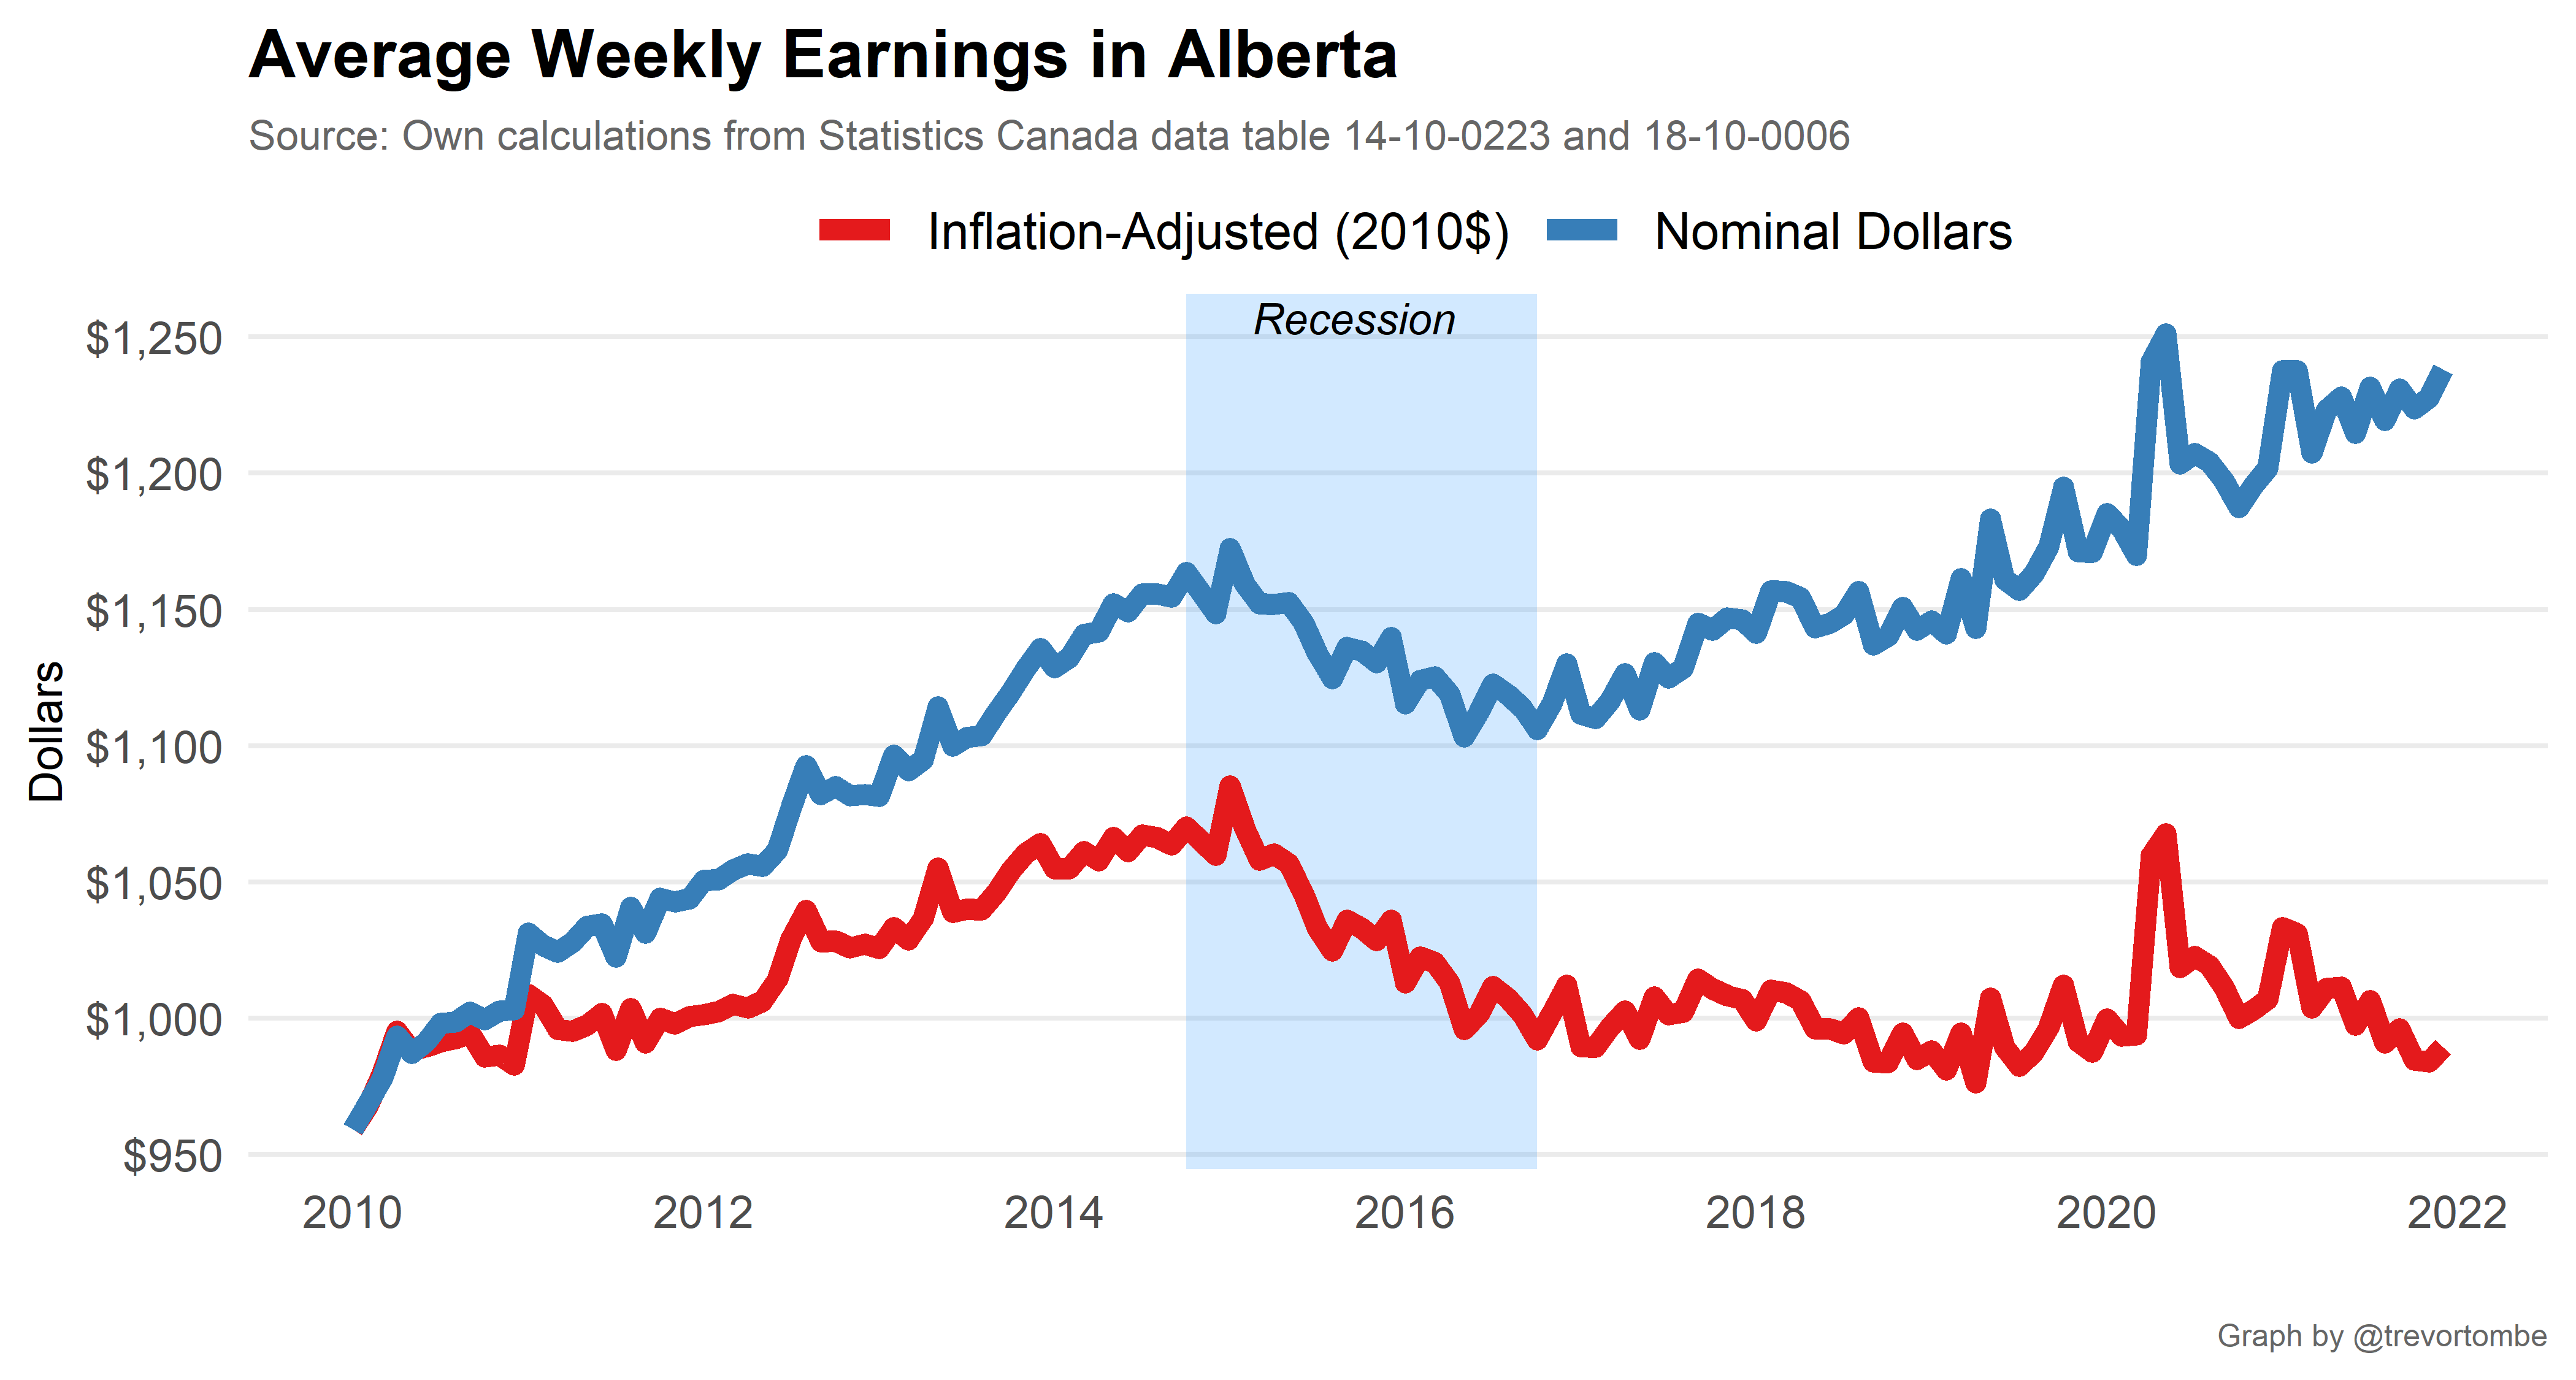 Average Weekly Earnings in Alberta
Source: Own calculations from Statistics Canada data table 14-10-0223 and 18-10-0006
Inflation-Adjusted (2010$) Nominal Dollars
Recession
$1,250
$1,200
$1,150
$1,100
$1,050
$1,000
$950
Dollars
2010 2012 2014 2016 2018 2020 2022
Graph by @trevortombe